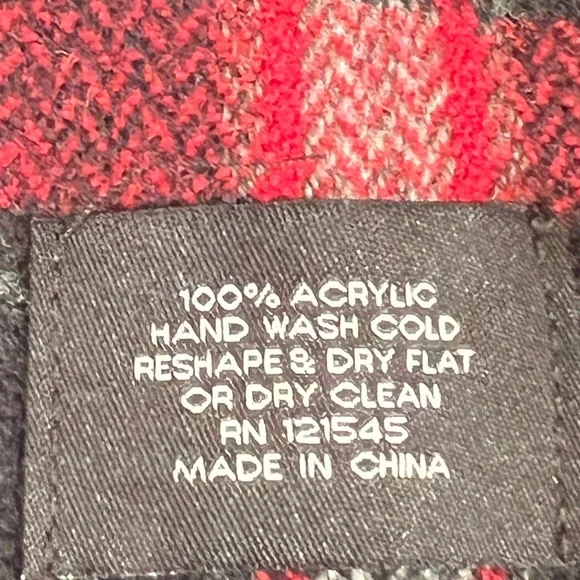 100% ACRYLIC
HAND WASH COLD
RESHAPE & DRY FLAT
OR DRY CLEAN
RN 121545
MADE IN CHINA